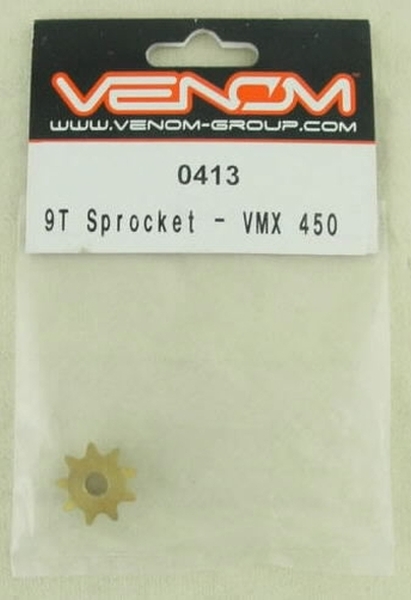 VENOM
WWW.VENOM-GROUP.COM
0413
9T Sprocket - VMX 450